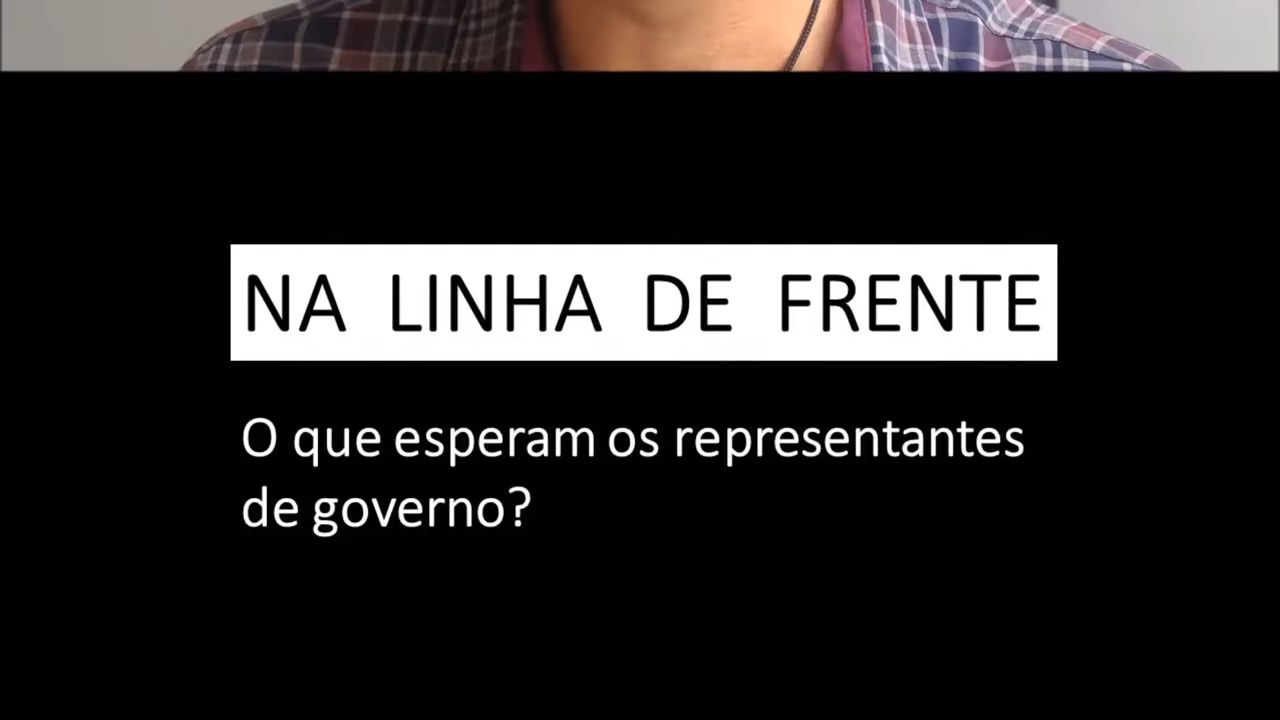 NA LINHA DE FRENTE
O que esperam os representantes
de governo?